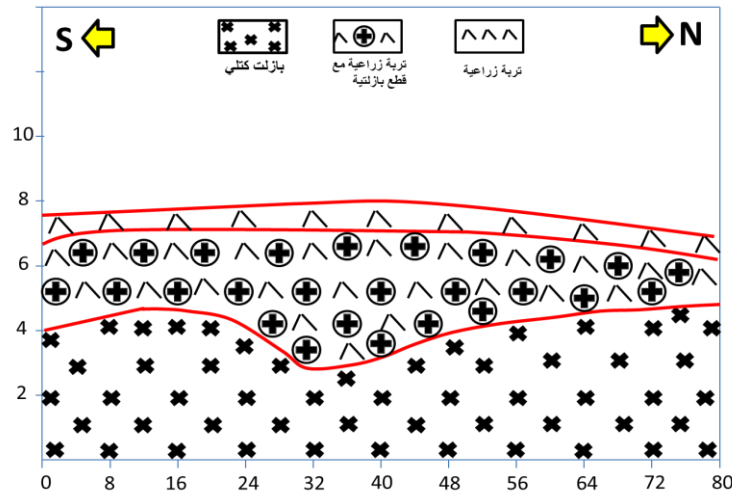 S
N
بازلت كتلي
تربة زراعية مع
قطع بازلتية
تربة زراعية
10
8
6
4
2
0 8 16 24 32 40 48 56 64 72 80